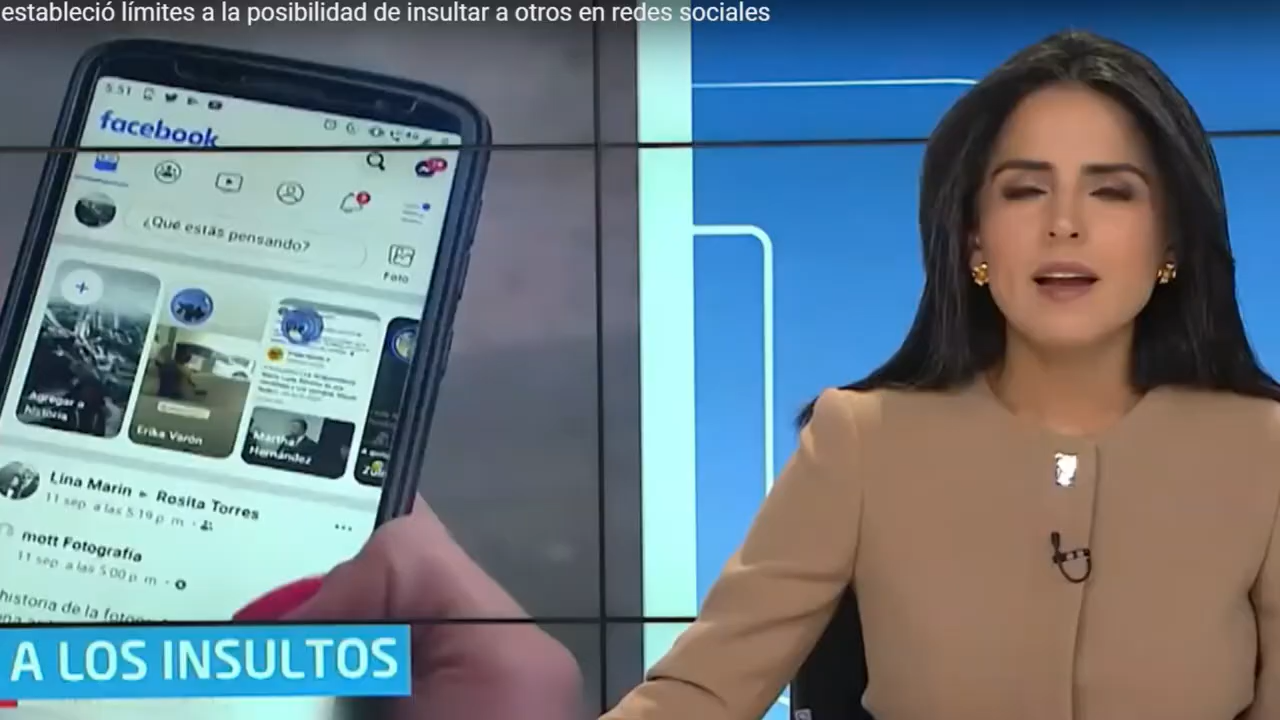 estableció límites a la posibilidad de insultar a otros en redes sociales
5:51
facebook
¿Qué estás pensando?
Foto
Agregar a
historia
Erika Varón
Martha
Hernández
Lina Marin ▸ Rosita Torres
11 sep. a las 5:19 p. m.
mott Fotografía
11 sep. a las 5:00 p. m.
historia de la
A LOS INSULTOS